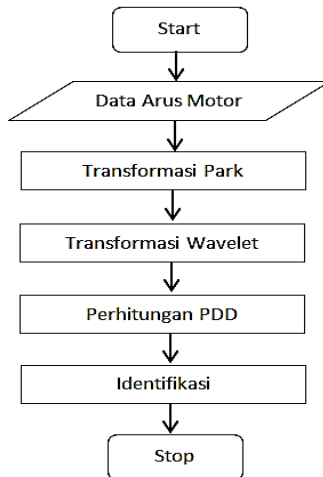 Start
Data Arus Motor
Transformasi Park
Transformasi Wavelet
Perhitungan PDD
Identifikasi
Stop